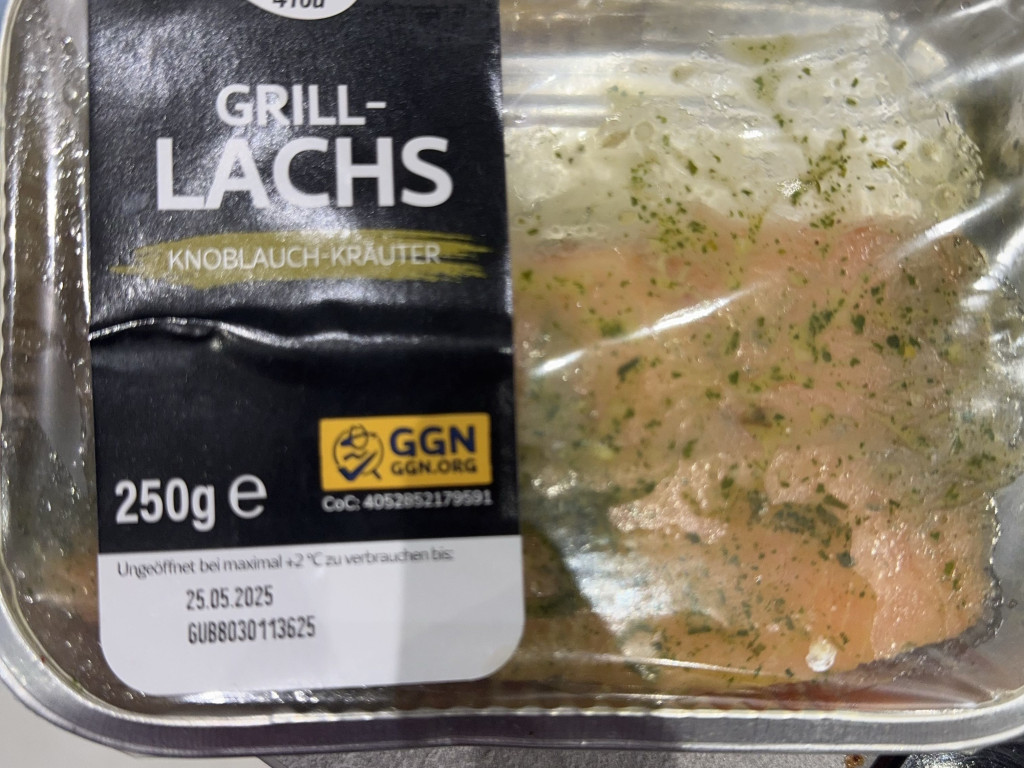 GRILL-
LACHS
KNOBLAUCH-KRÄUTER
GGN
GGN.ORG
CoC: 4052852179591
250g e
Ungeöffnet bei maximal +2 °C zu verbrauchen bis:
25.05.2025
GUB8030113625